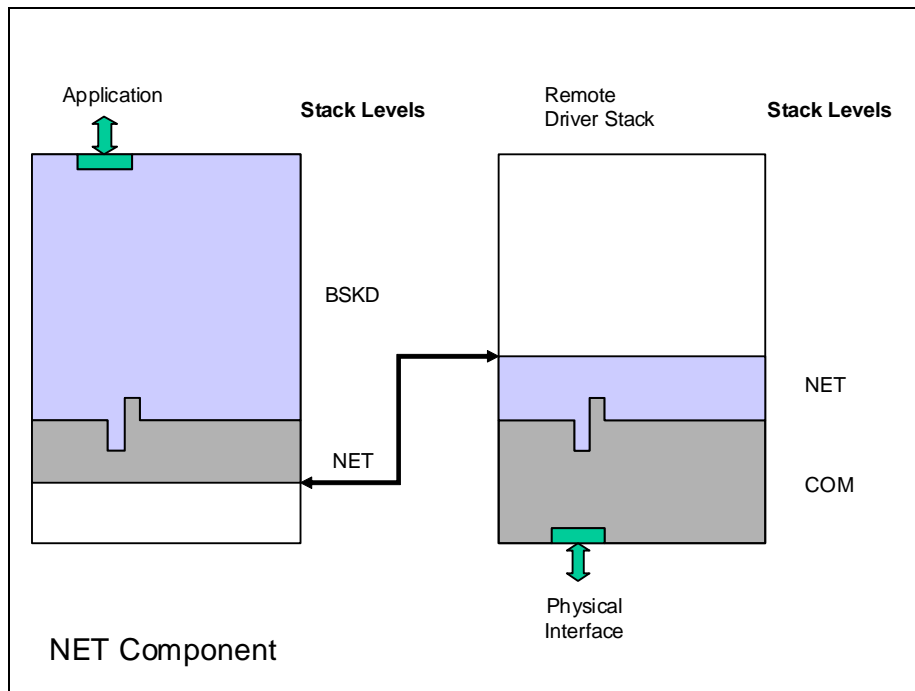 Application
Stack Levels
Remote
Driver Stack
Stack Levels
BSKD
NET
NET
COM
Physical
Interface
NET Component